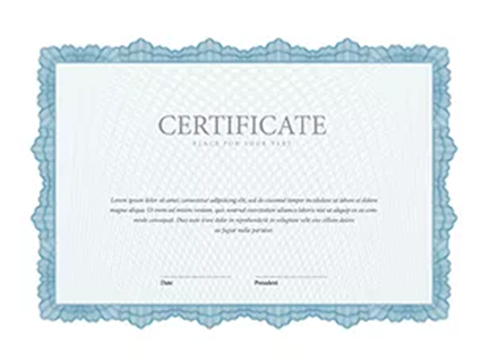 CERTIFICATE
PLACE FOR YOUR TEXT
Lorem ipsum dolor sit amet, consectetur adipisicing elit, sed do eiusmod tempor incididunt ut labore et dolore
magna aliqua. Ut enim ad minim veniam, quis nostrud exercitation ullamco laboris nisi ut aliquip ex ea com-
modo consequat. Duis aute irure dolor in reprehenderit in voluptate velit esse cillum dolore
eu fugiat nulla pariatur.
Date President